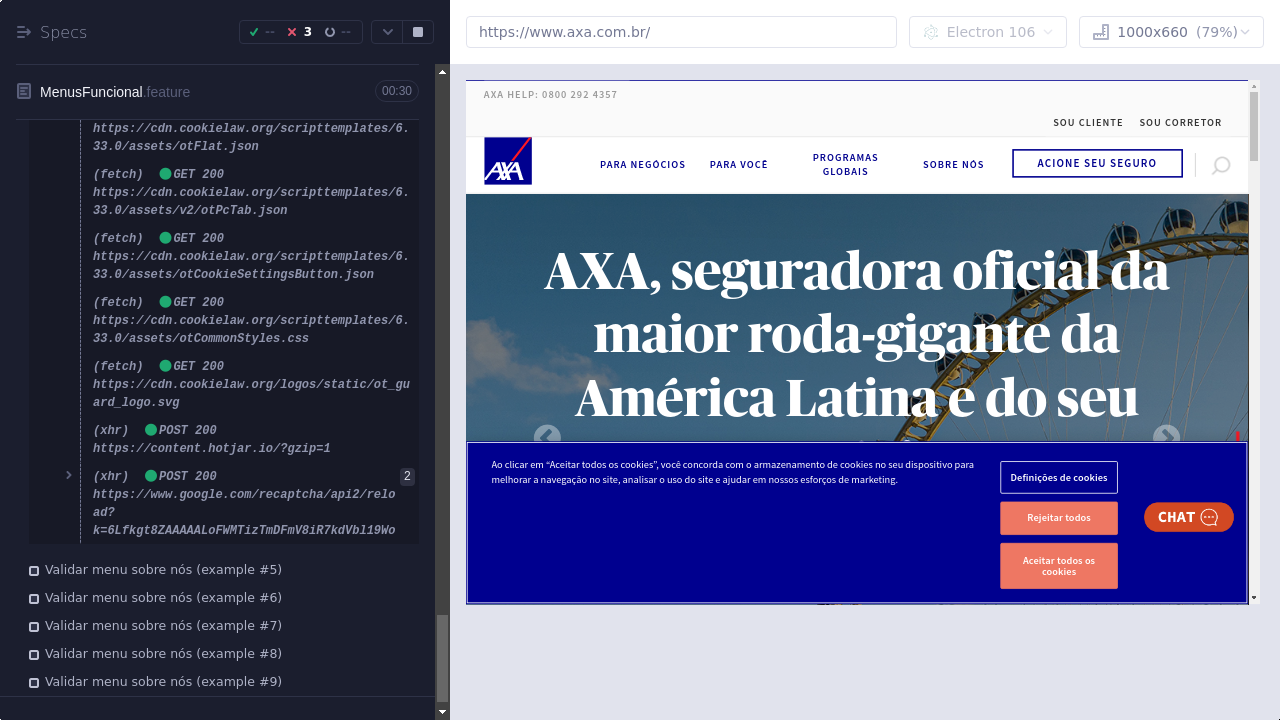 Specs
--
3
--
MenusFuncional.feature
00:30
https://cdn.cookielaw.org/scripttemplates/6.
33.0/assets/otFlat.json
(fetch) GET 200
https://cdn.cookielaw.org/scripttemplates/6.
33.0/assets/v2/otPcTab.json
(fetch) GET 200
https://cdn.cookielaw.org/scripttemplates/6.
33.0/assets/otCookieSettingsButton.json
(fetch) GET 200
https://cdn.cookielaw.org/scripttemplates/6.
33.0/assets/otCommonStyles.css
(fetch) GET 200
https://cdn.cookielaw.org/logos/static/ot_gu
ard_logo.svg
(xhr) POST 200
https://content.hotjar.io/?gzip=1
(xhr) POST 200
2
https://www.google.com/recaptcha/api2/relo
ad?
k=6Lfkgt8ZAAAAALoFWMTizTmDFmV8iR7kdVbl19Wo
Validar menu sobre nós (example #5)
Validar menu sobre nós (example #6)
Validar menu sobre nós (example #7)
Validar menu sobre nós (example #8)
Validar menu sobre nós (example #9)
https://www.axa.com.br/
Electron 106
1000x660 (79%)
AXA HELP: 0800 292 4357
SOU CLIENTE SOU CORRETOR
AXA
PARA NEGÓCIOS
PARA VOCÊ
PROGRAMAS
GLOBAIS
SOBRE NÓS
ACIONE SEU SEGURO
AXA, seguradora oficial da
maior roda-gigante da
América Latina e do seu
Ao clicar em “Aceitar todos os cookies”, você concorda com o armazenamento de cookies no seu dispositivo para
melhorar a navegação no site, analisar o uso do site e ajudar em nossos esforços de marketing.
Definições de cookies
Rejeitar todos
Aceitar todos os
cookies
CHAT